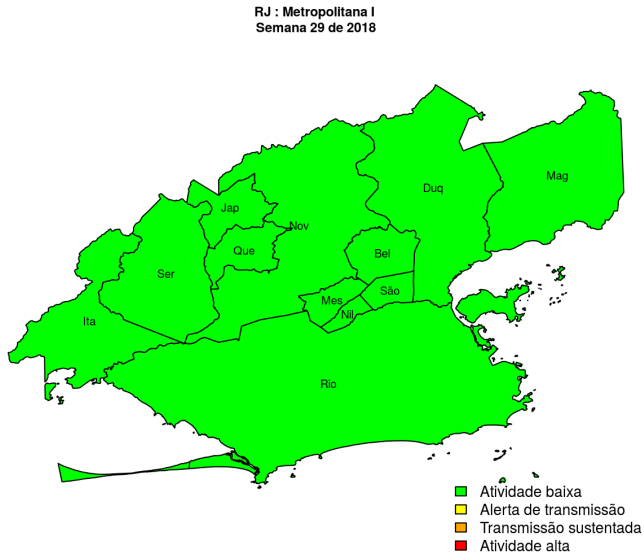 RJ : Metropolitana I
Semana 29 de 2018
Mag
Duq
Jap
Nov
Que
Bel
Ser
São
Mes
Nil
Ita
Rio
Atividade baixa
Alerta de transmissão
Transmissão sustentada
Atividade alta